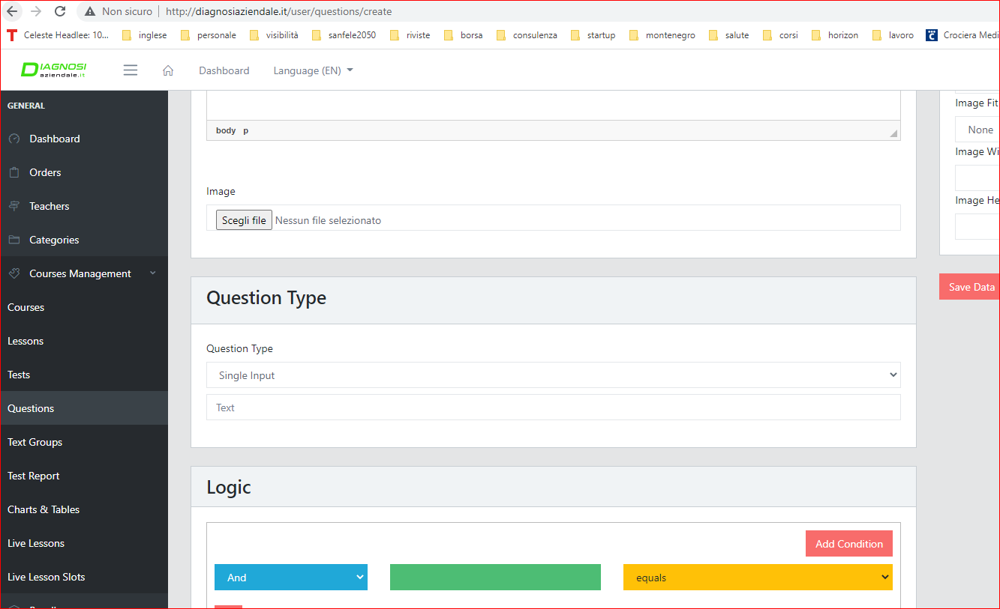 Non sicuro http://diagnosiaziendale.it/user/questions/create
T Celeste Headlee: 10... inglese personale visibilità sanfele2050 riviste borsa consulenza startup montenegro salute corsi horizon lavoro Crociera Medi
DIAGNOSI
aziendale.it
Dashboard Language (EN)
GENERAL
Dashboard
Orders
Teachers
Categories
Courses Management
Courses
Lessons
Tests
Questions
Text Groups
Test Report
Charts & Tables
Live Lessons
Live Lesson Slots
body p
Image
Scegli file Nessun file selezionato
Question Type
Question Type
Single Input
Text
Logic
Add Condition
And equals
Image Fit
None
Image Wi
Image He
Save Data